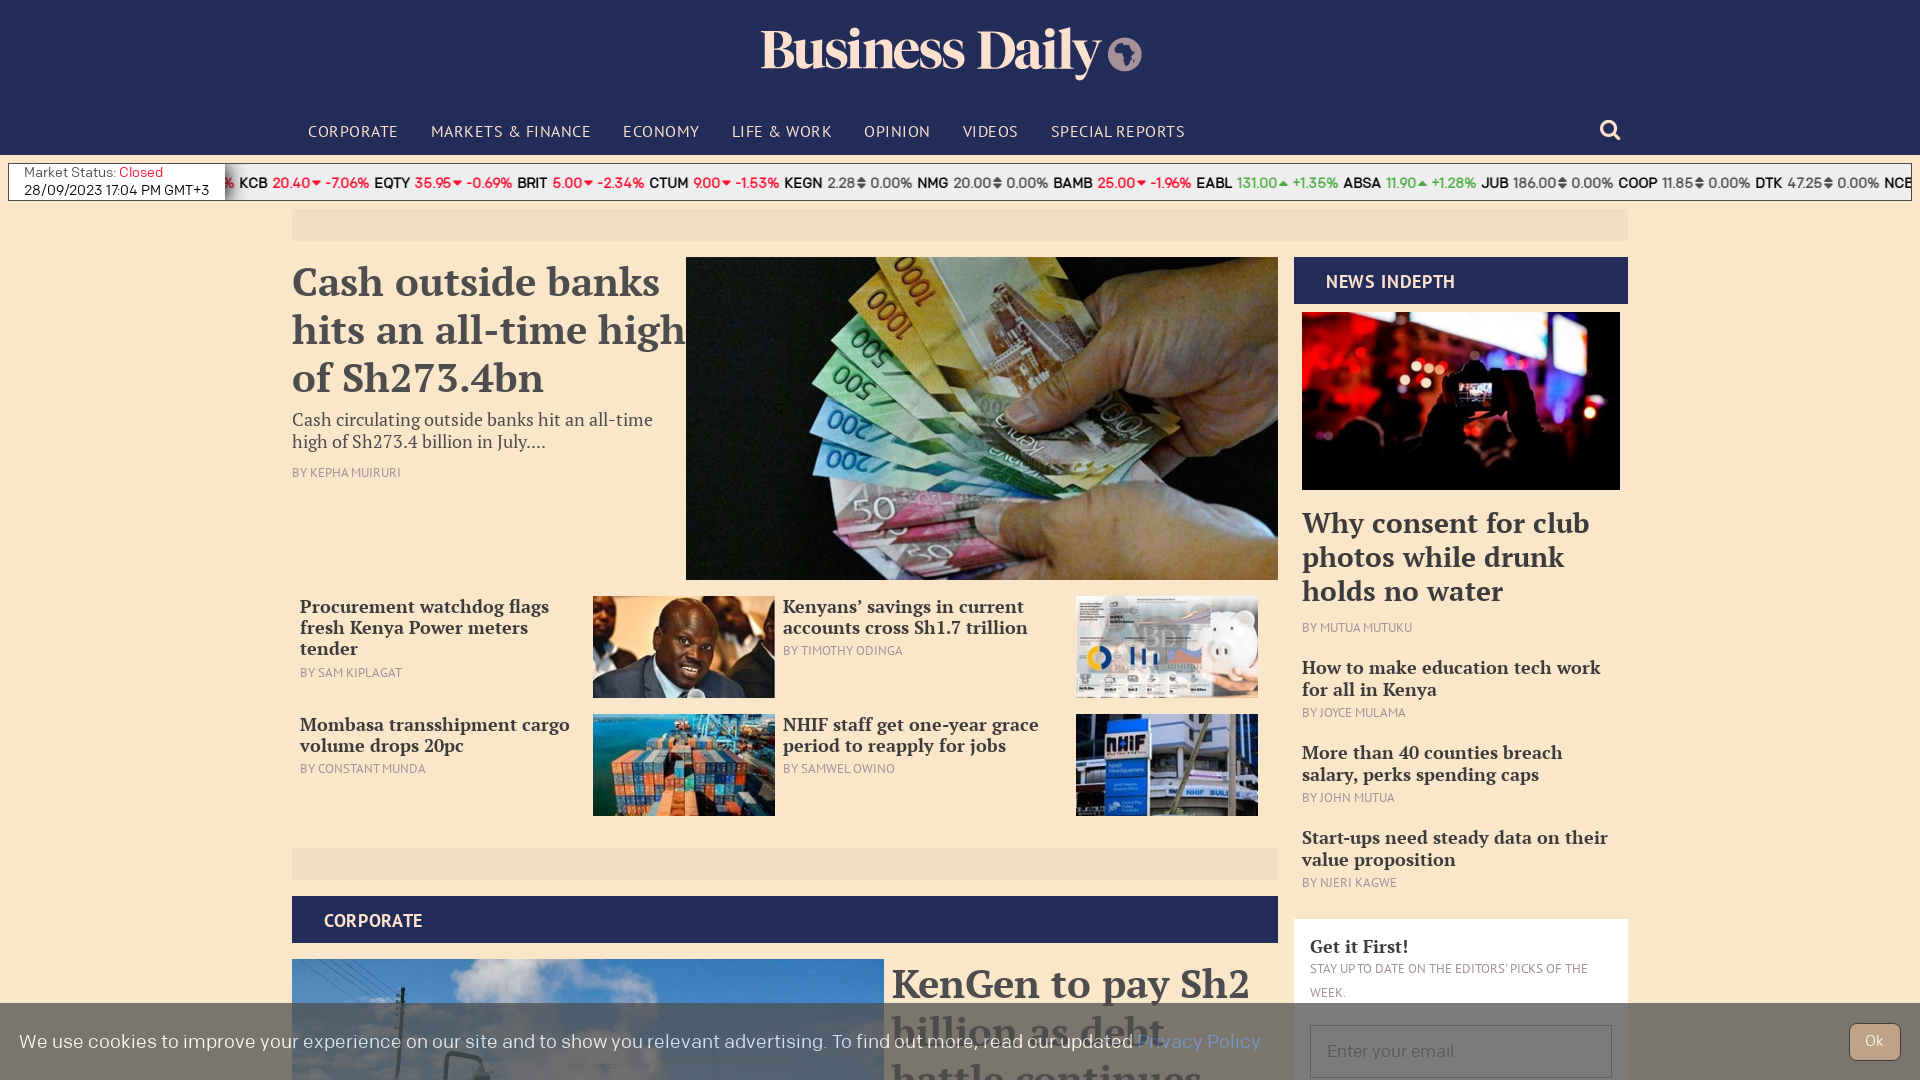 Business Daily
CORPORATE MARKETS & FINANCE ECONOMY LIFE & WORK OPINION VIDEOS SPECIAL REPORTS
Market Status: Closed
28/09/2023 17:04 PM GMT+3
% KCB 20.40 -7.06% EQTY 35.95 -0.69% BRIT 5.00 -2.34% CTUM 9.00 -1.53% KEGN 2.28 0.00% NMG 20.00 0.00% BAMB 25.00 -1.96% EABL 131.00 +1.35% ABSA 11.90 +1.28% JUB 186.00 0.00% COOP 11.85 0.00% DTK 47.25 0.00% NCB
Cash outside banks
hits an all-time high
of Sh273.4bn
Cash circulating outside banks hit an all-time
high of Sh273.4 billion in July....
BY KEPHA MUIRURI
1000
1000
500
500
200
200
50
50
Procurement watchdog flags
fresh Kenya Power meters
tender
BY SAM KIPLAGAT
Kenyans’ savings in current
accounts cross Sh1.7 trillion
BY TIMOTHY ODINGA
BD
Mombasa transshipment cargo
volume drops 20pc
BY CONSTANT MUNDA
NHIF staff get one-year grace
period to reapply for jobs
BY SAMWEL OWINO
NHIF
NHIF BUILDING
NEWS INDEPTH
Why consent for club
photos while drunk
holds no water
BY MUTUA MUTUKU
How to make education tech work
for all in Kenya
BY JOYCE MULAMA
More than 40 counties breach
salary, perks spending caps
BY JOHN MUTUA
Start-ups need steady data on their
value proposition
BY NJERI KAGWE
CORPORATE
KenGen to pay Sh2
billion as debt
battle continues
Get it First!
STAY UP TO DATE ON THE EDITORS' PICKS OF THE
WEEK.
Enter your email
We use cookies to improve your experience on our site and to show you relevant advertising. To find out more, read our updated Privacy Policy
Ok